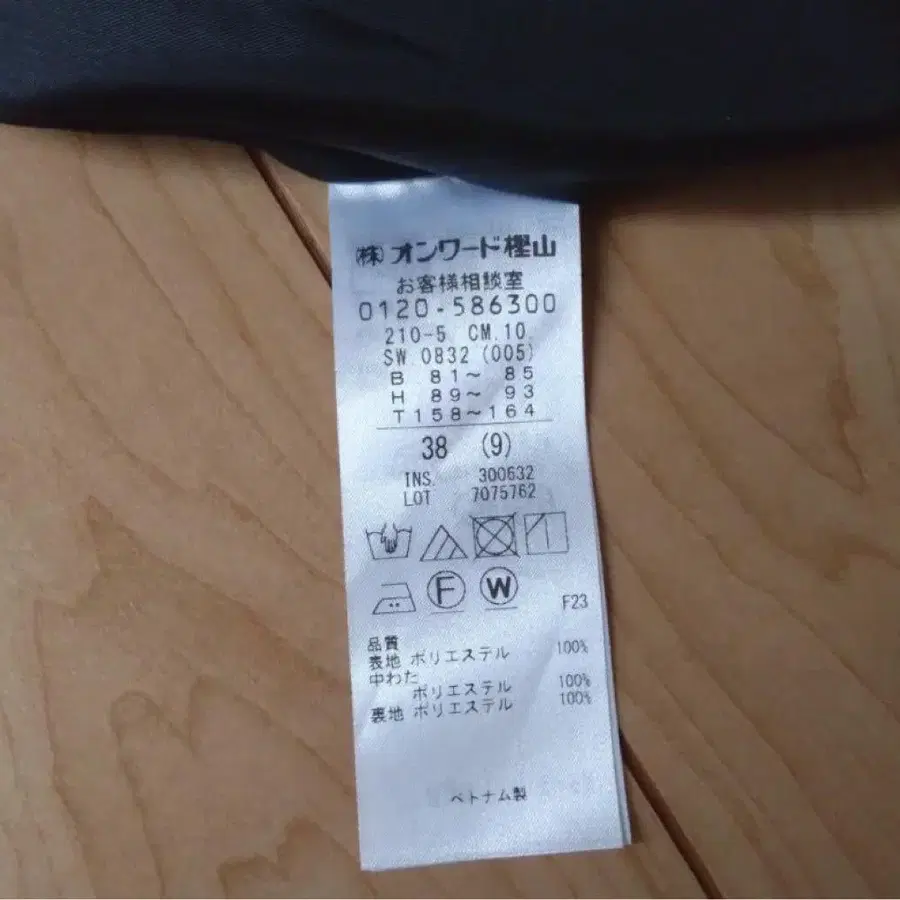 ㈱オンワード樫山
お客様相談室
0120-586300
210-5 CM.10.
SW.0832 (005)
B 81~ 85
H 89~ 93
T158~164
38 (9)
INS. 300632
LOT 7075762
F W
F23
品質
表地 ポリエステル 100%
中わた
ポリエステル 100%
裏地 ポリエステル 100%
ベトナム製